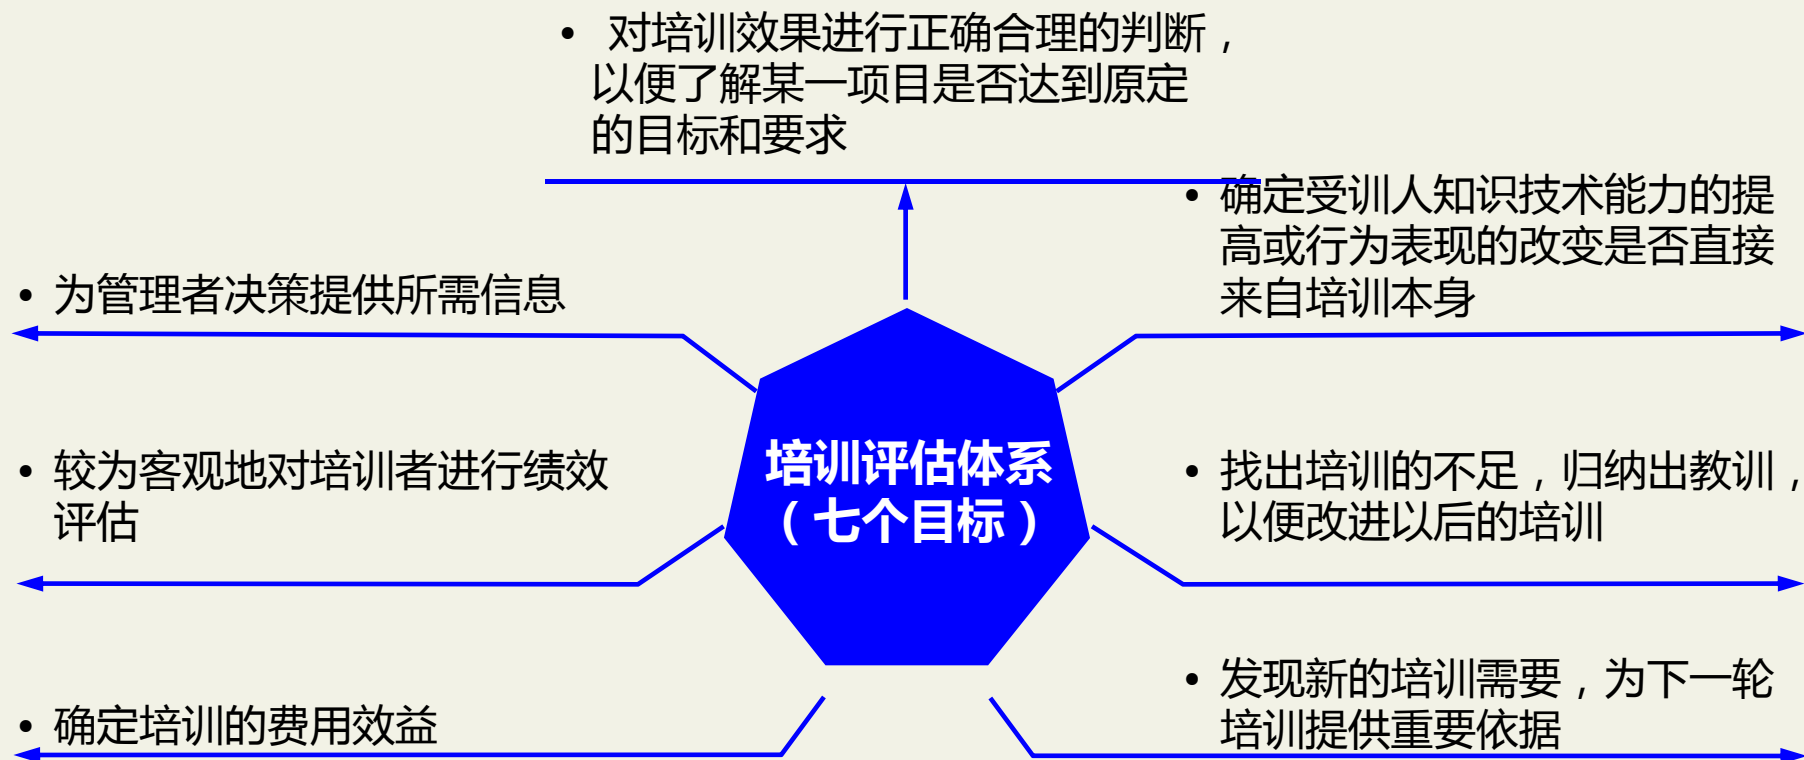 • 对培训效果进行正确合理的判断，
以便了解某一项目是否达到原定
的目标和要求
• 确定受训人知识技术能力的提
高或行为表现的改变是否直接
来自培训本身
• 为管理者决策提供所需信息
培训评估体系
（七个目标）
• 较为客观地对培训者进行绩效
评估
• 找出培训的不足，归纳出教训，
以便改进以后的培训
• 确定培训的费用效益
• 发现新的培训需要，为下一轮
培训提供重要依据